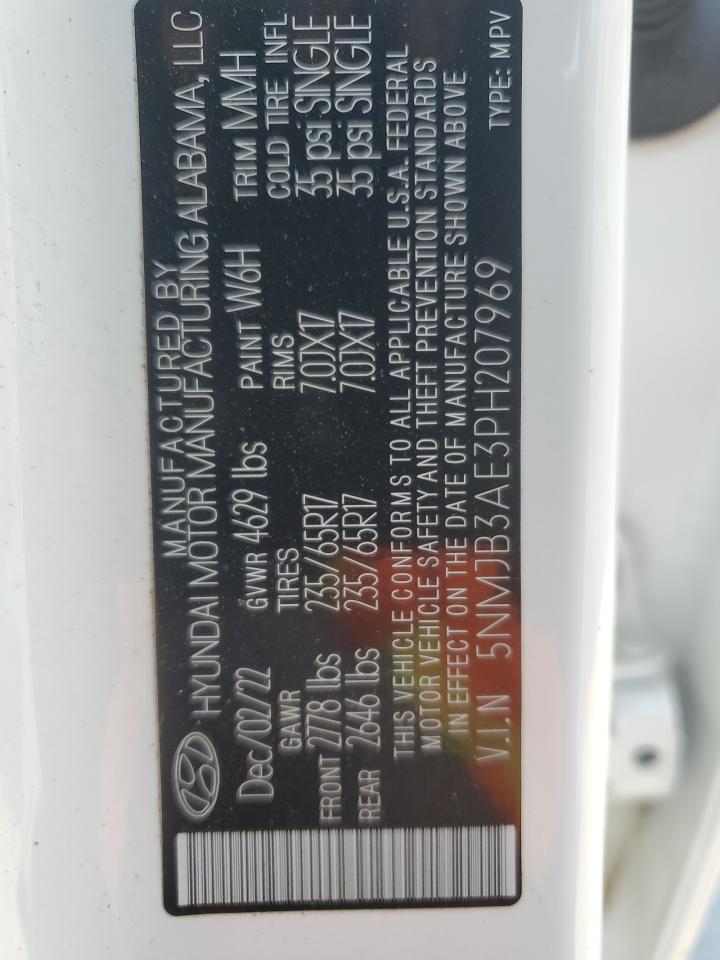 MANUFACTURED BY
HYUNDAI MOTOR MANUFACTURING ALABAMA, LLC
Dec/02/22 GVWR 4629 lbs PAINT W6H TRIM MMH
GAWR TIRES RIMS COLD TIRE INFL
FRONT 2778 lbs 235/65R17 7.0JX17 35 psi SINGLE
REAR 2646 lbs 235/65R17 7.0JX17 35 psi SINGLE
THIS VEHICLE CONFORMS TO ALL APPLICABLE U.S.A. FEDERAL
MOTOR VEHICLE SAFETY AND THEFT PREVENTION STANDARDS
IN EFFECT ON THE DATE OF MANUFACTURE SHOWN ABOVE
V.I.N 5NMJB3AE3PH207969 TYPE: MPV